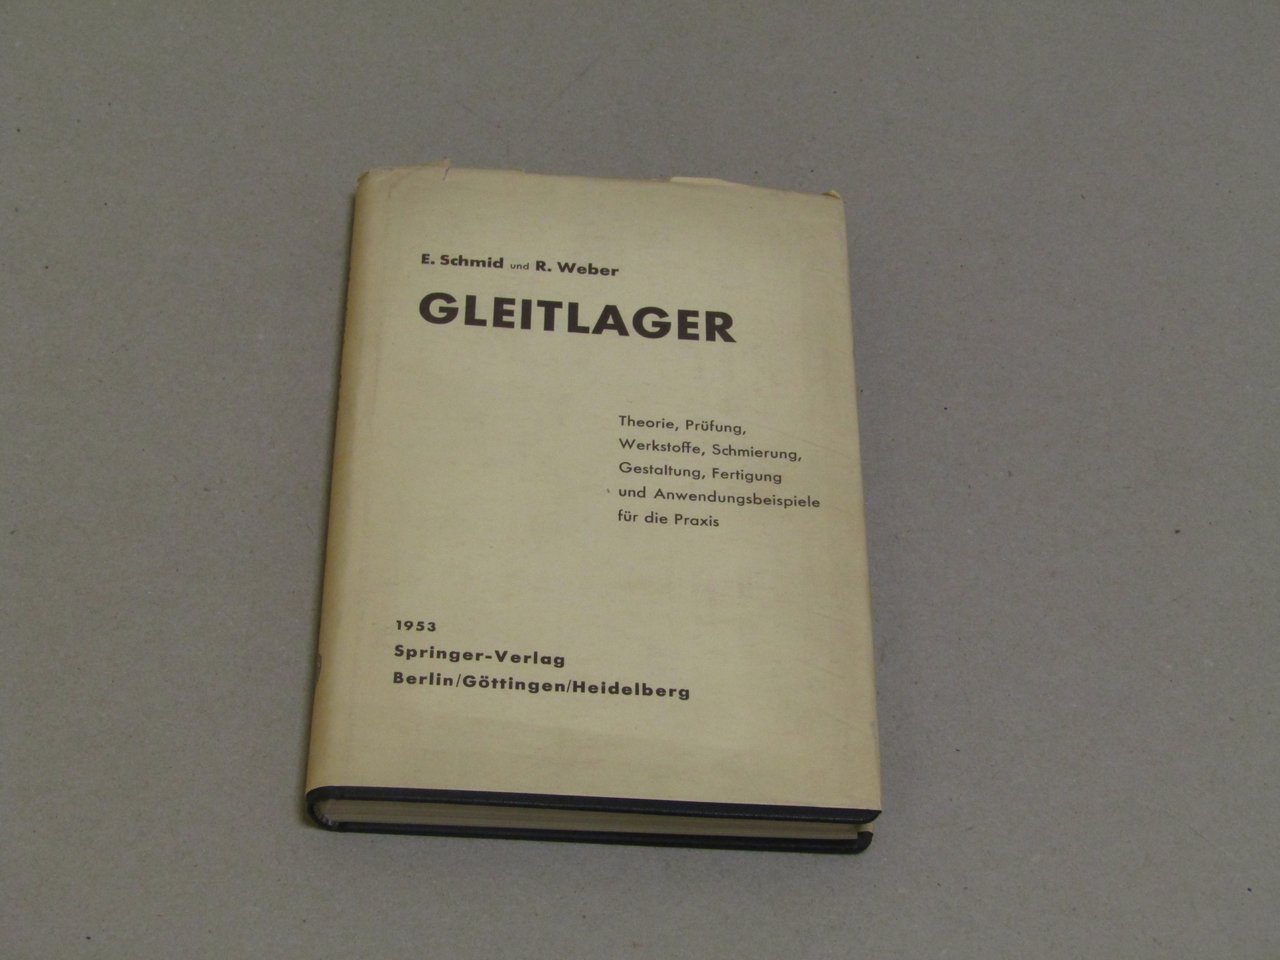 E. Schmid und R. Weber
GLEITLAGER
Theorie, Prüfung,
Werkstoffe, Schmierung,
Gestaltung, Fertigung
und Anwendungsbeispiele
für die Praxis
1953
Springer-Verlag
Berlin/Göttingen/Heidelberg